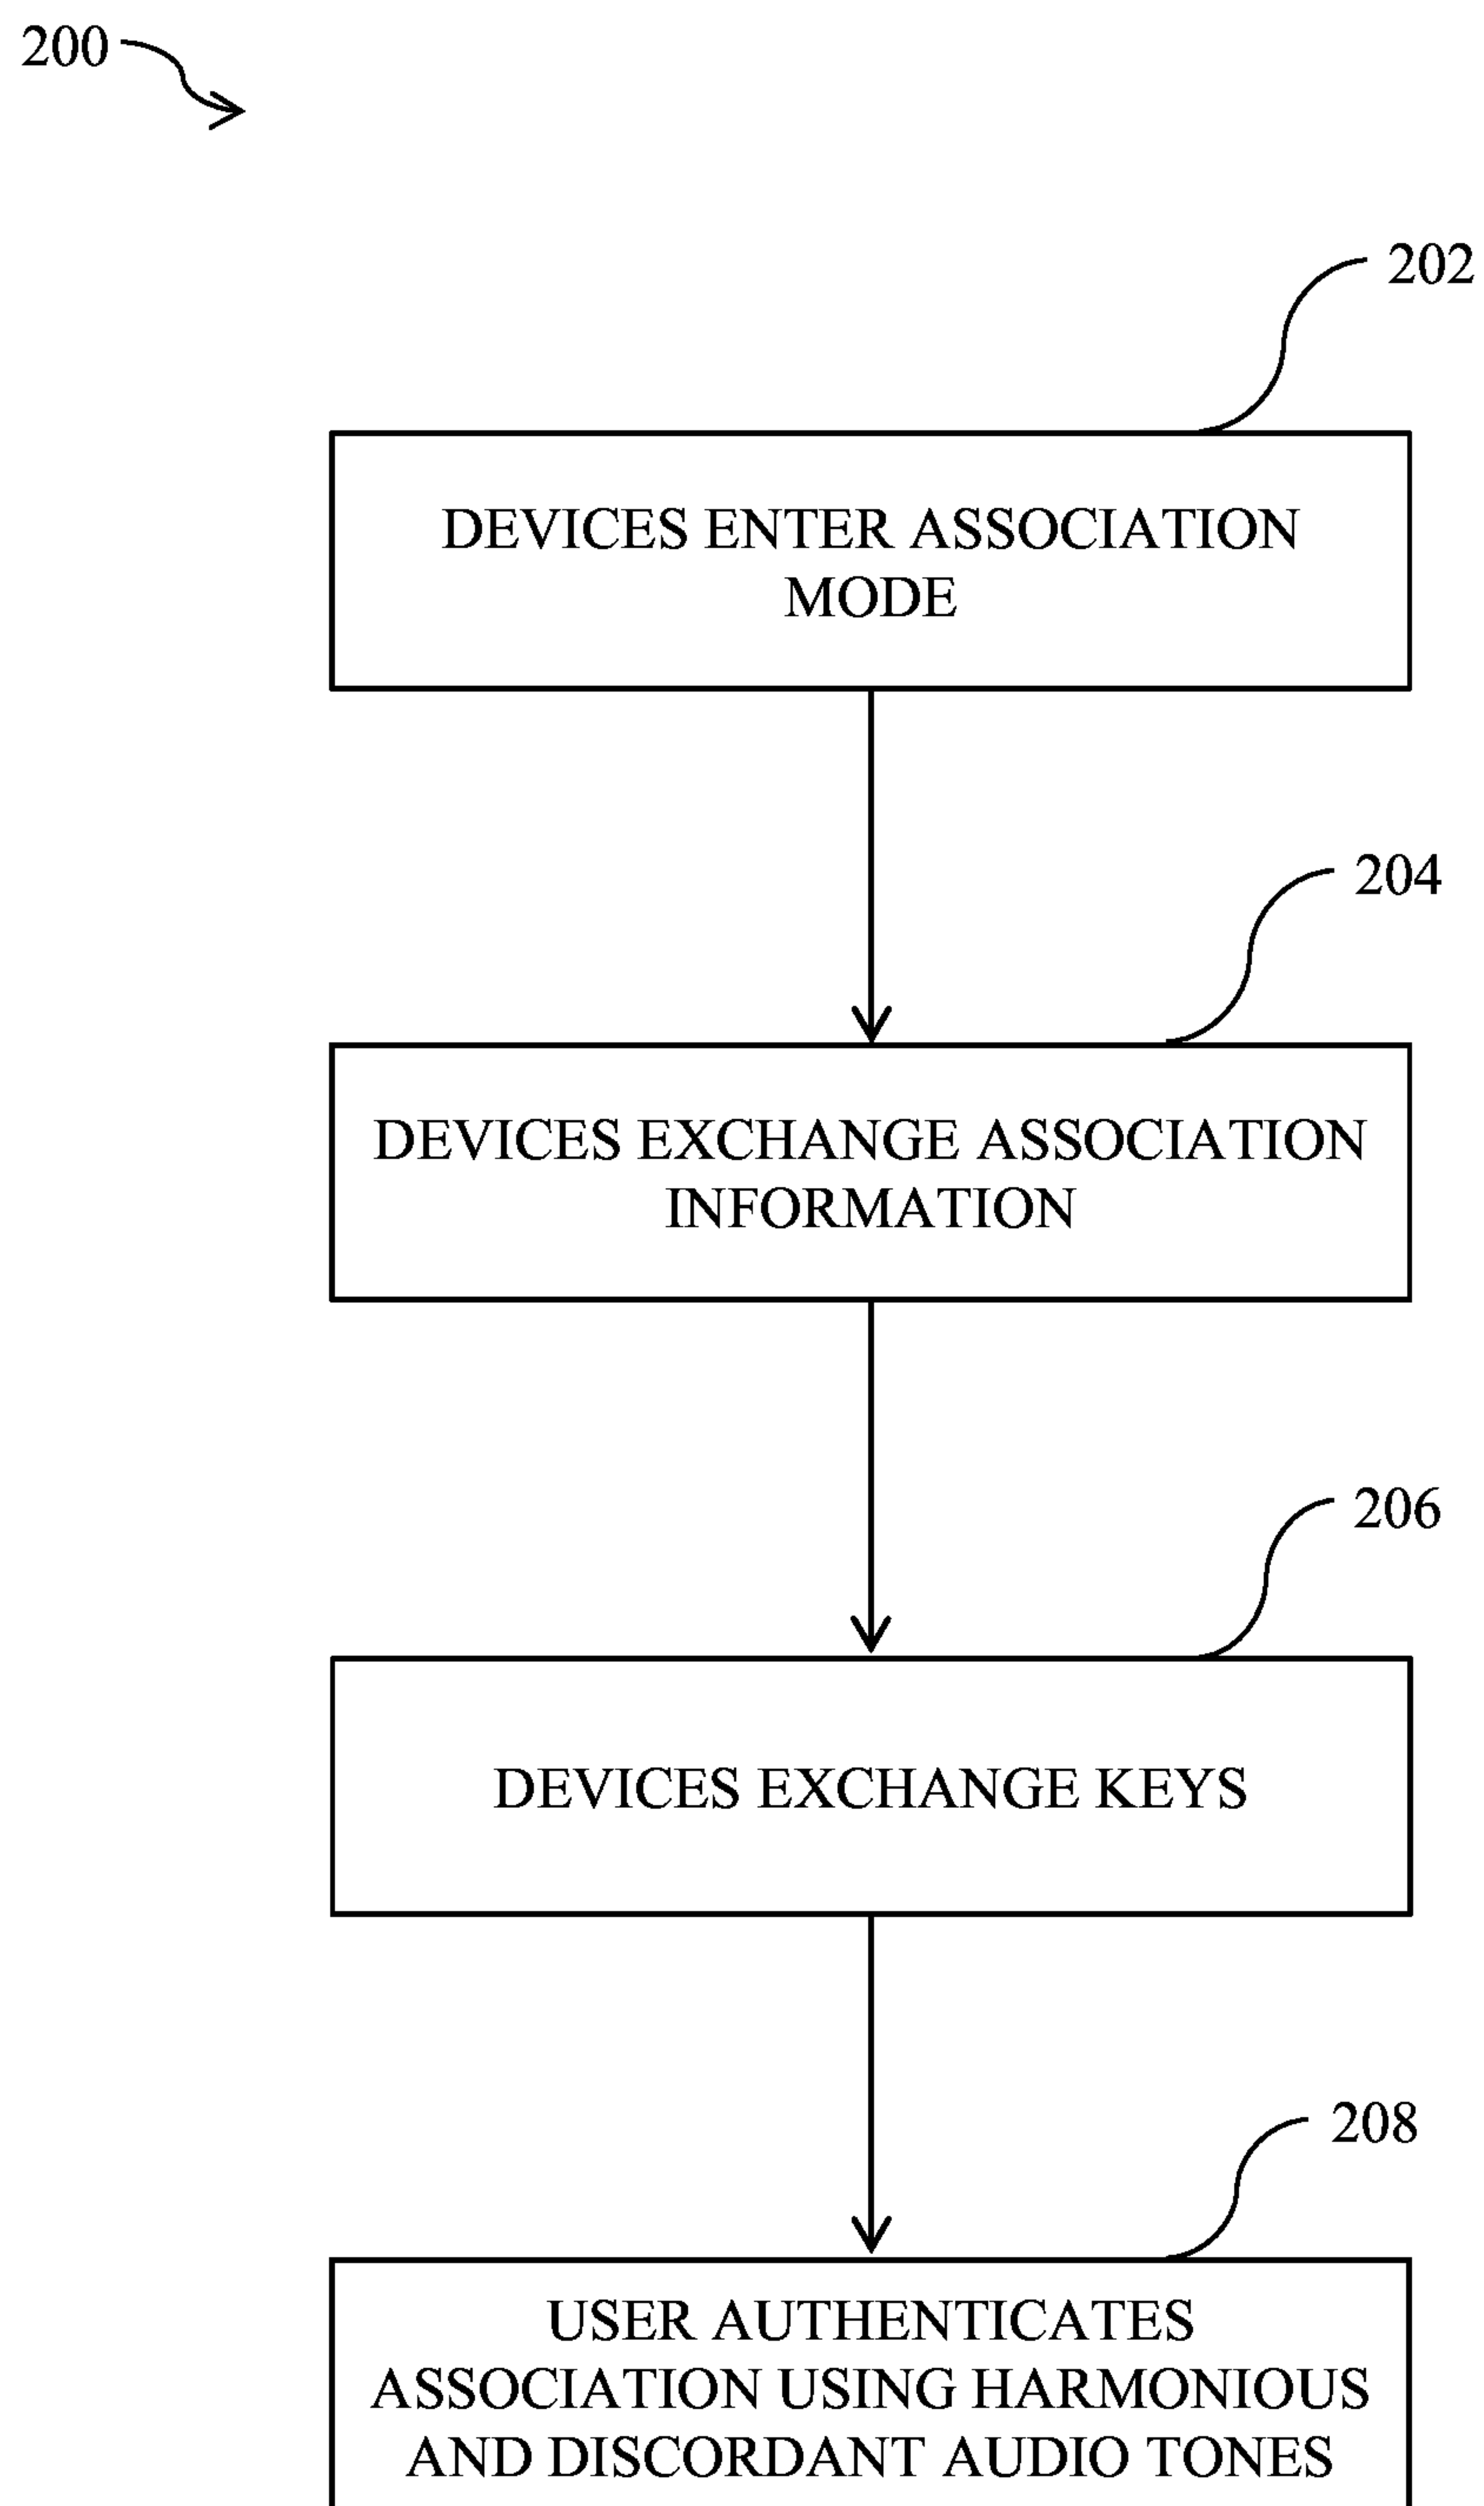 200
202
DEVICES ENTER ASSOCIATION
MODE
204
DEVICES EXCHANGE ASSOCIATION
INFORMATION
206
DEVICES EXCHANGE KEYS
208
USER AUTHENTICATES
ASSOCIATION USING HARMONIOUS
AND DISCORDANT AUDIO TONES